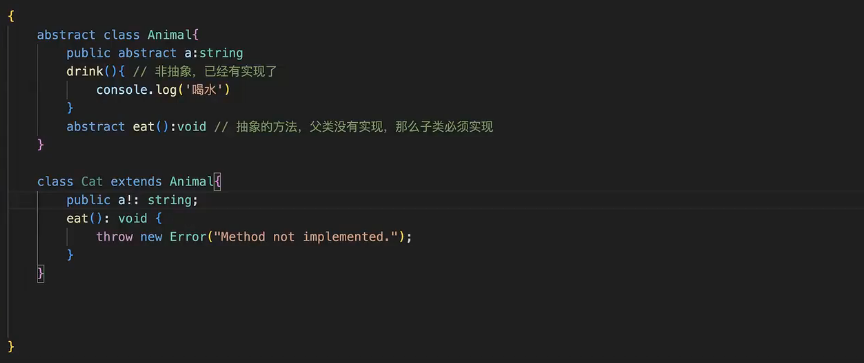 {
abstract class Animal{
public abstract a:string
drink(){ // 非抽象，已经有实现了
console.log('喝水')
}
abstract eat():void // 抽象的方法，父类没有实现，那么子类必须实现
}
class Cat extends Animal{
public a!: string;
eat(): void {
throw new Error("Method not implemented.");
}
}
}